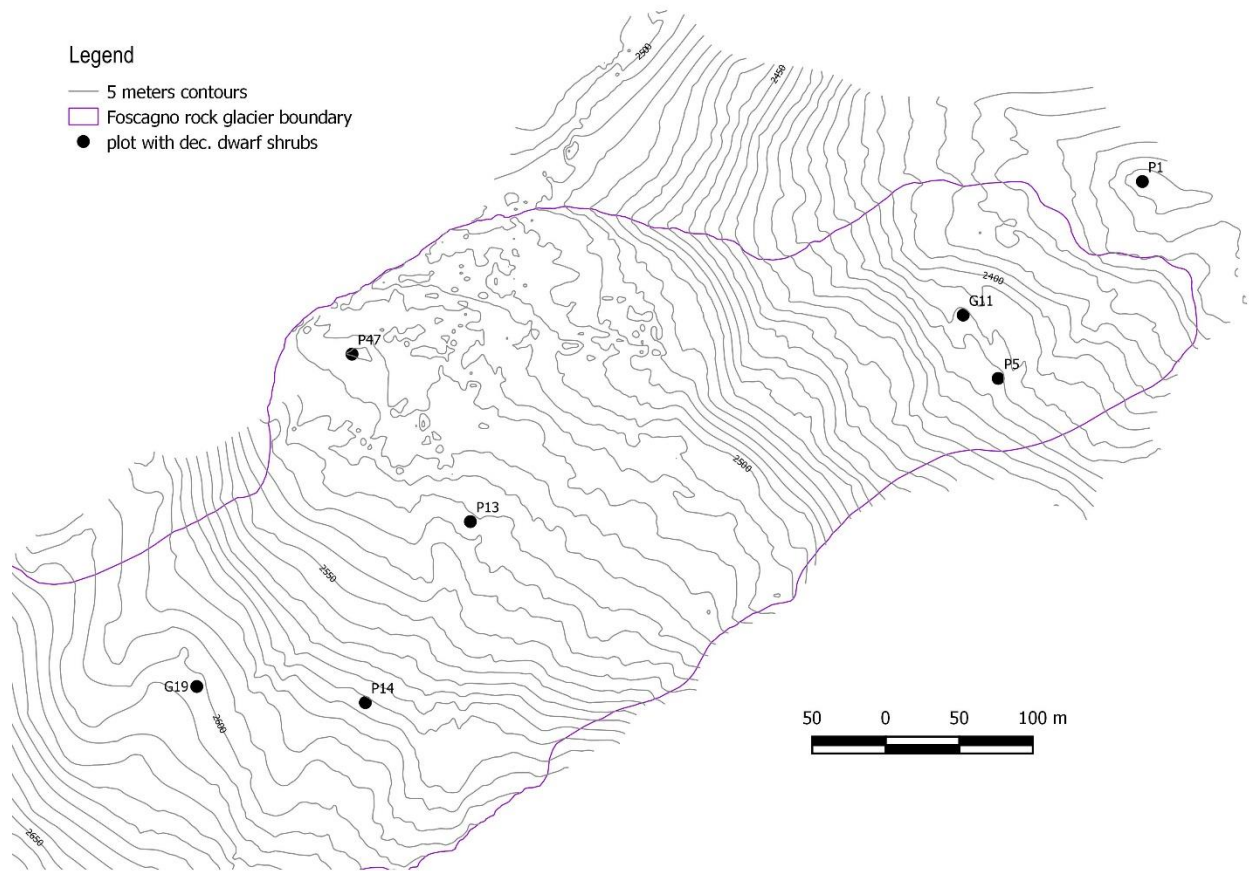 Legend
5 meters contours
Foscagno rock glacier boundary
plot with dec. dwarf shrubs
2500
2450
P1
2400
G11
P47
P5
2500
P13
2550
G19
P14
2600
50 0 50 100 m
2650